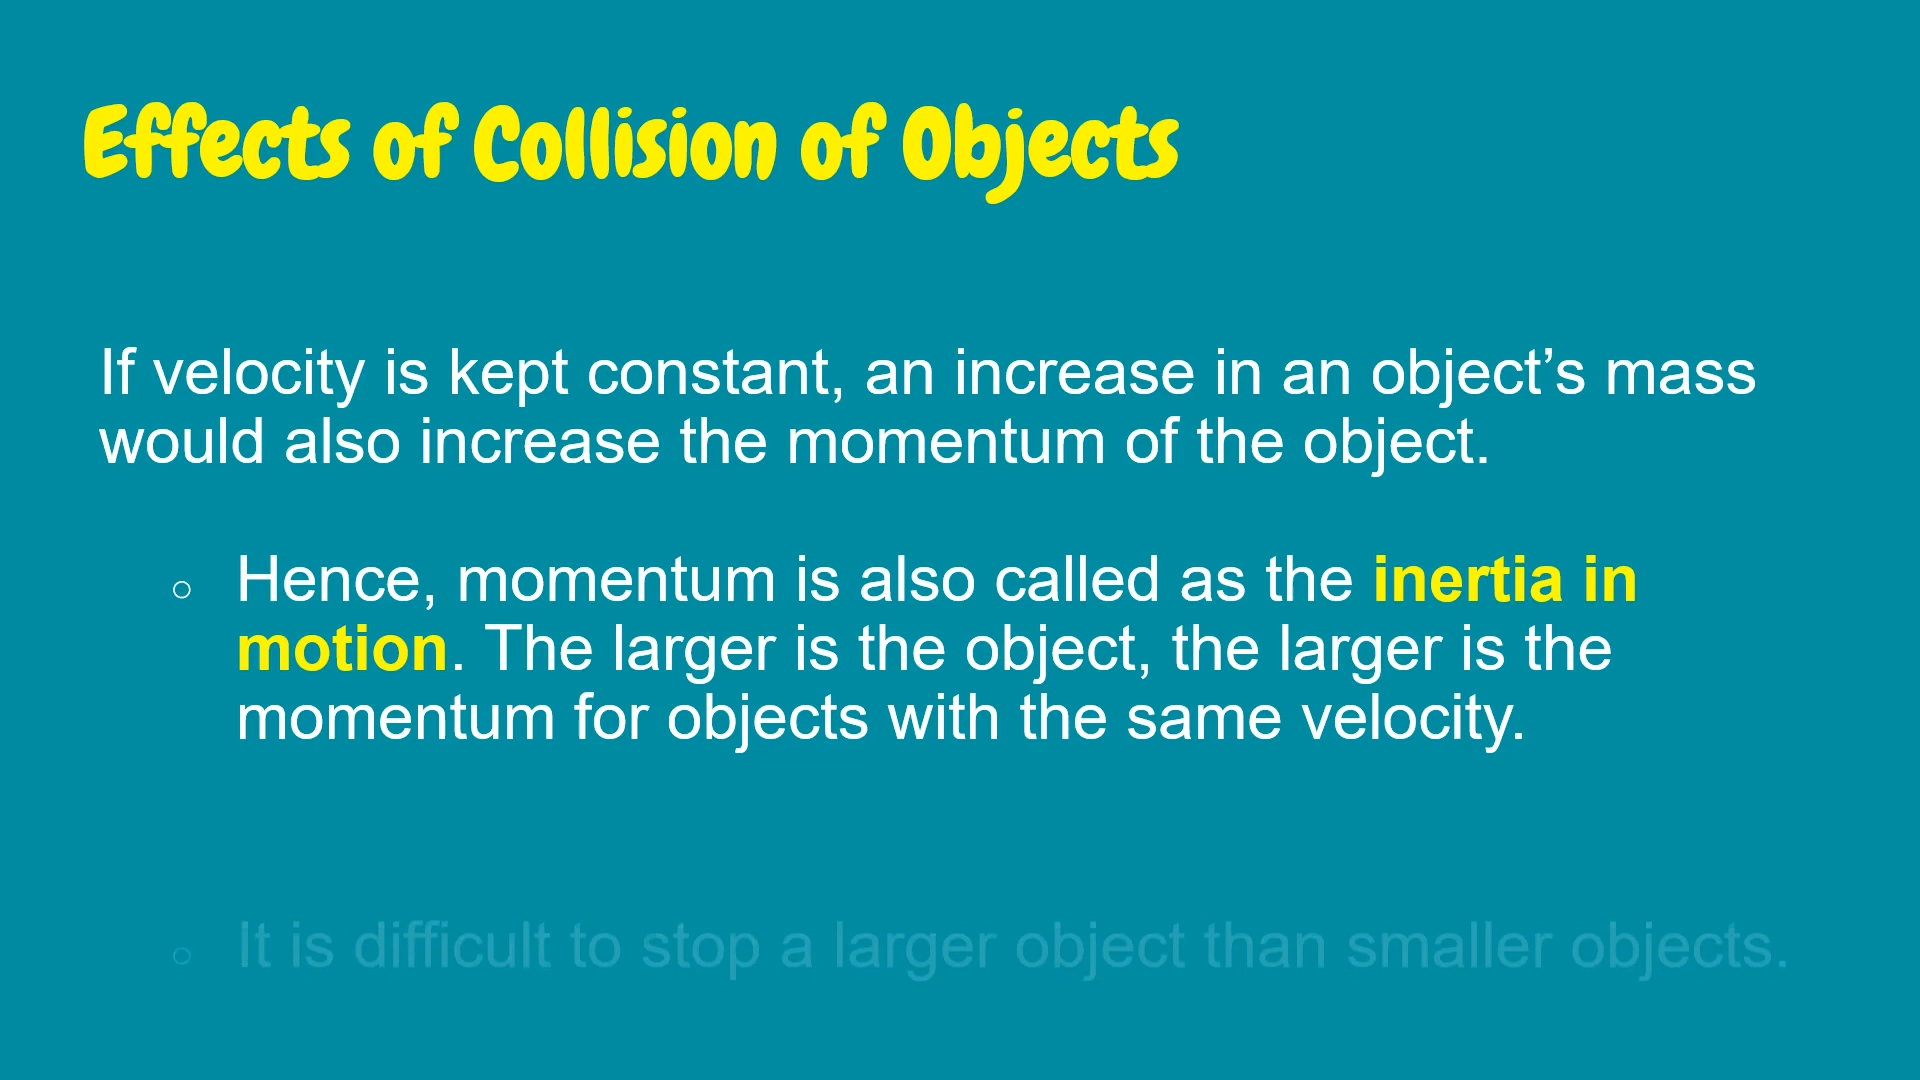 Effects of Collision of Objects
If velocity is kept constant, an increase in an object’s mass
would also increase the momentum of the object.
○ Hence, momentum is also called as the inertia in
motion. The larger is the object, the larger is the
momentum for objects with the same velocity.
○ It is difficult to stop a larger object than smaller objects.